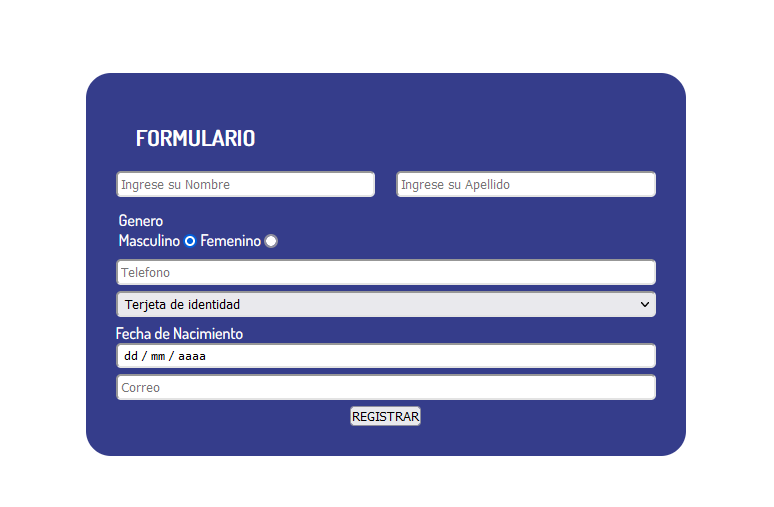 FORMULARIO
Ingrese su Nombre Ingrese su Apellido
Genero
Masculino Femenino
Telefono
Terjeta de identidad
Fecha de Nacimiento
dd / mm / aaaa
Correo
REGISTRAR